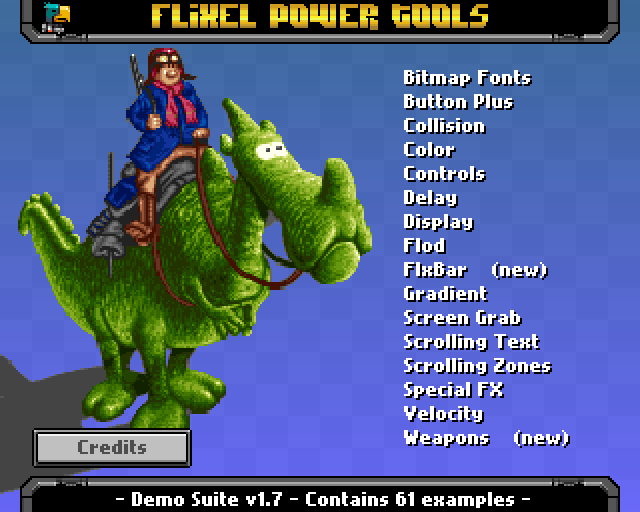 FLIXEL POWER TOOLS
Bitmap Fonts
Button Plus
Collision
Color
Controls
Delay
Display
Flod
FlxBar (new)
Gradient
Screen Grab
Scrolling Text
Scrolling Zones
Special FX
Velocity
Weapons (new)
Credits
- Demo Suite v1.7 - Contains 61 examples -